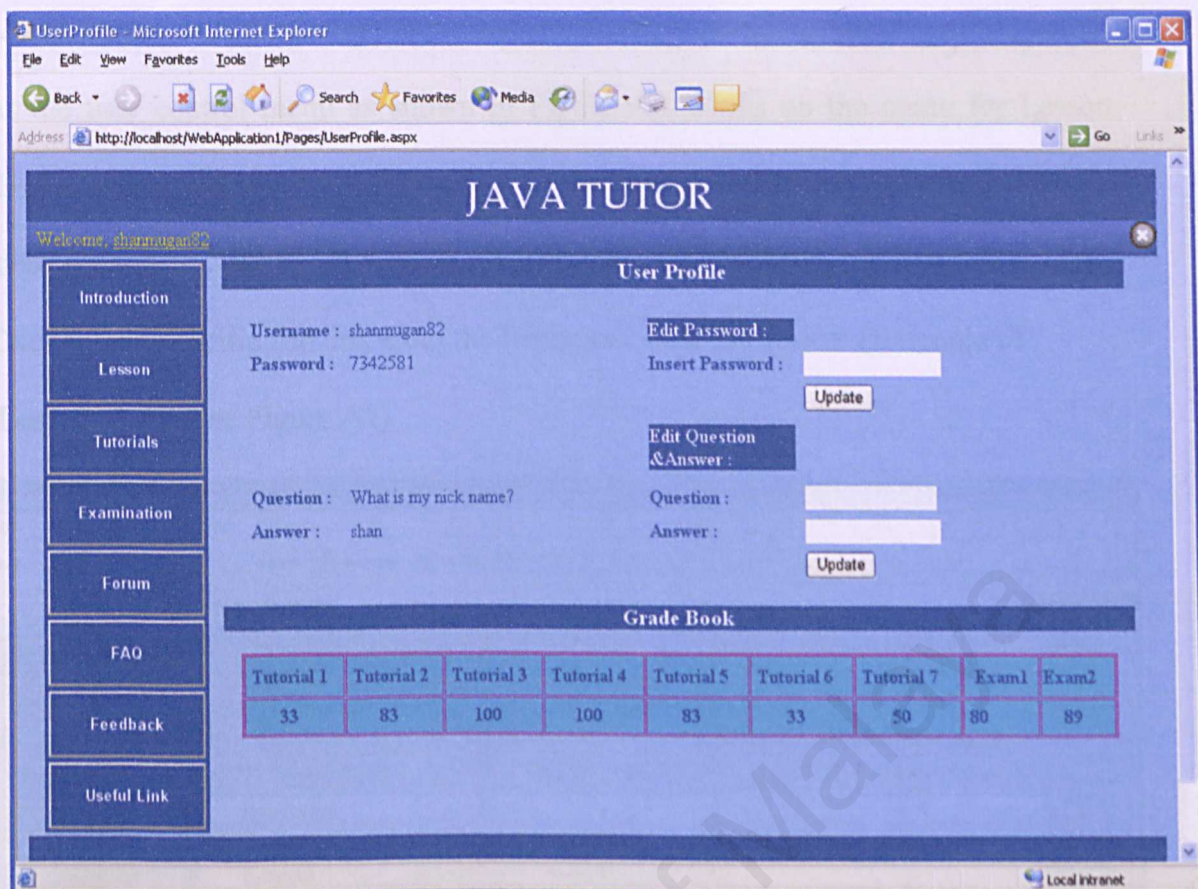 UserProfile - Microsoft Internet Explorer
File Edit View Favorites Tools Help
Back Search Favorites Media
Address http://localhost/WebApplication1/Pages/UserProfile.aspx Go Links
JAVA TUTOR
Welcome, shanmugan82
User Profile
Introduction
Lesson
Tutorials
Examination
Forum
FAQ
Feedback
Useful Link
Username : shanmugan82
Password : 7342581
Edit Password :
Insert Password :
Update
Edit Question
&Answer :
Question : What is my nick name?
Answer : shan
Question :
Answer :
Update
Grade Book
Tutorial 1 Tutorial 2 Tutorial 3 Tutorial 4 Tutorial 5 Tutorial 6 Tutorial 7 Exam1 Exam2
33 83 100 100 83 33 50 80 89
Local intranet
of Malaya